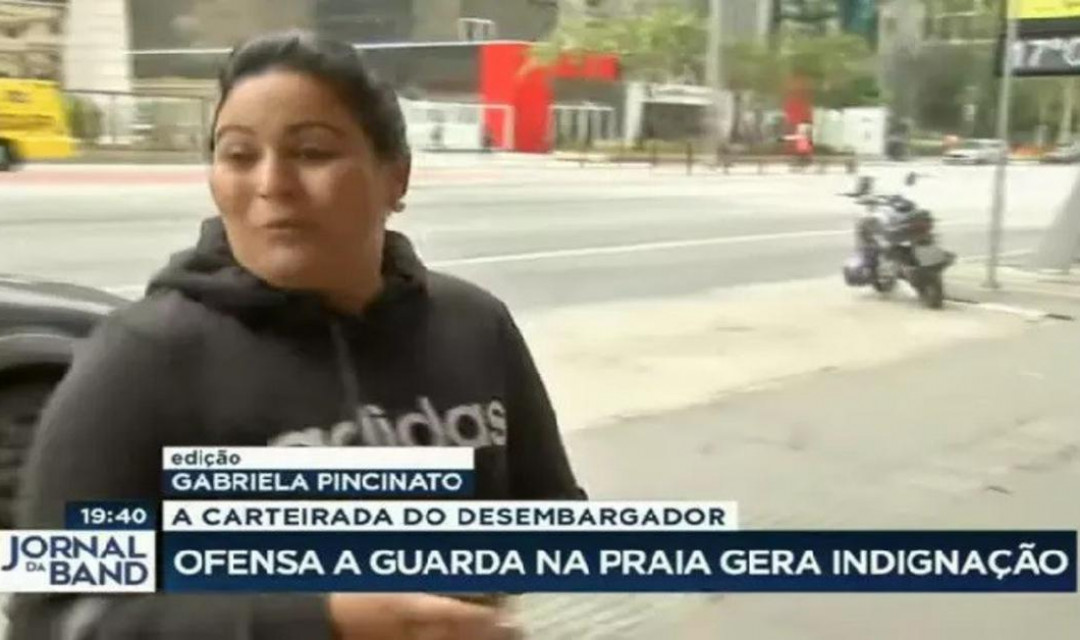 17°
adidas
edição
GABRIELA PINCINATO
19:40
A CARTEIRADA DO DESEMBARGADOR
JORNAL DA BAND
OFENSA A GUARDA NA PRAIA GERA INDIGNAÇÃO